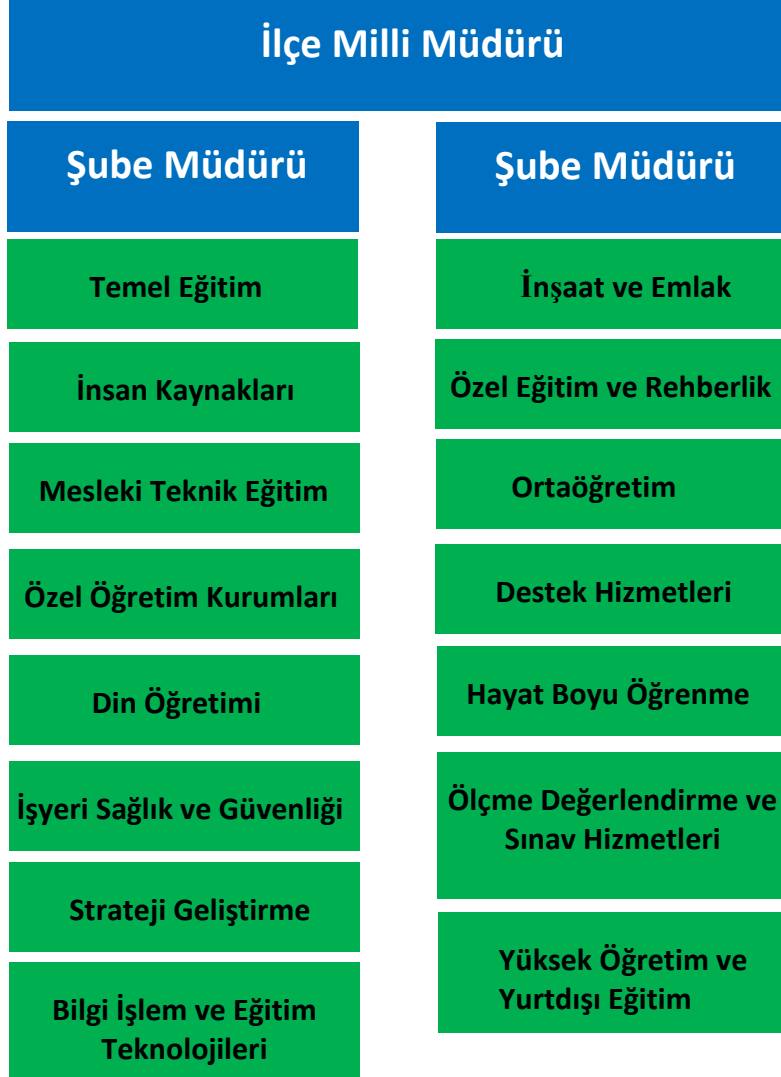 İlçe Milli Müdürü
Şube Müdürü
Temel Eğitim
İnsan Kaynakları
Mesleki Teknik Eğitim
Özel Öğretim Kurumları
Din Öğretimi
İşyeri Sağlık ve Güvenliği
Strateji Geliştirme
Bilgi İşlem ve Eğitim
Teknolojileri
Şube Müdürü
İnşaat ve Emlak
Özel Eğitim ve Rehberlik
Ortaöğretim
Destek Hizmetleri
Hayat Boyu Öğrenme
Ölçme Değerlendirme ve
Sınav Hizmetleri
Yüksek Öğretim ve
Yurtdışı Eğitim